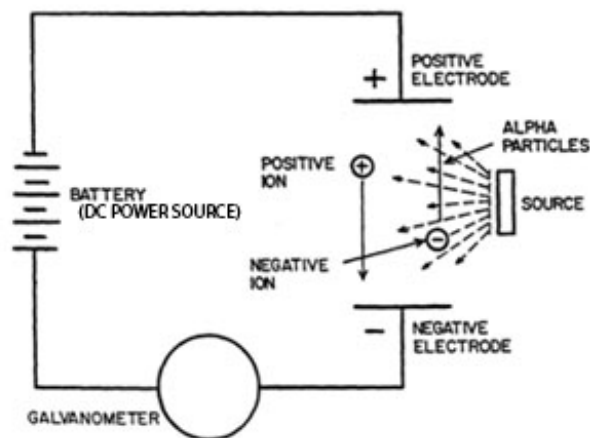 +
POSITIVE
ELECTRODE
ALPHA
PARTICLES
POSITIVE
ION
+
BATTERY
(DC POWER SOURCE)
SOURCE
-
NEGATIVE
ION
-
NEGATIVE
ELECTRODE
GALVANOMETER